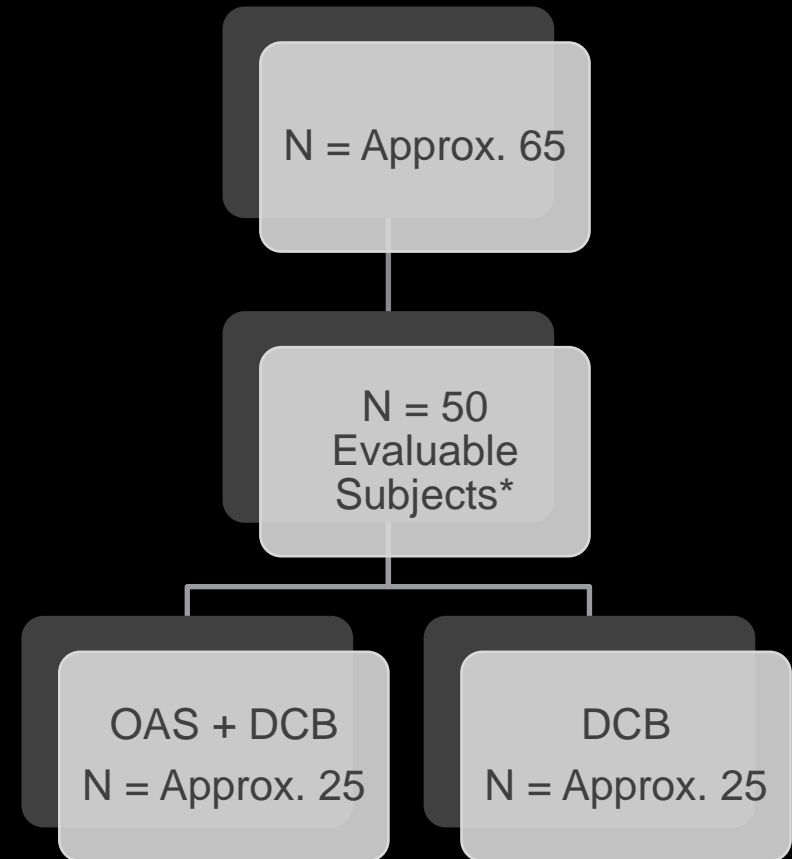 N = Approx. 65
N = 50
Evaluable
Subjects*
OAS + DCB
N = Approx. 25
DCB
N = Approx. 25